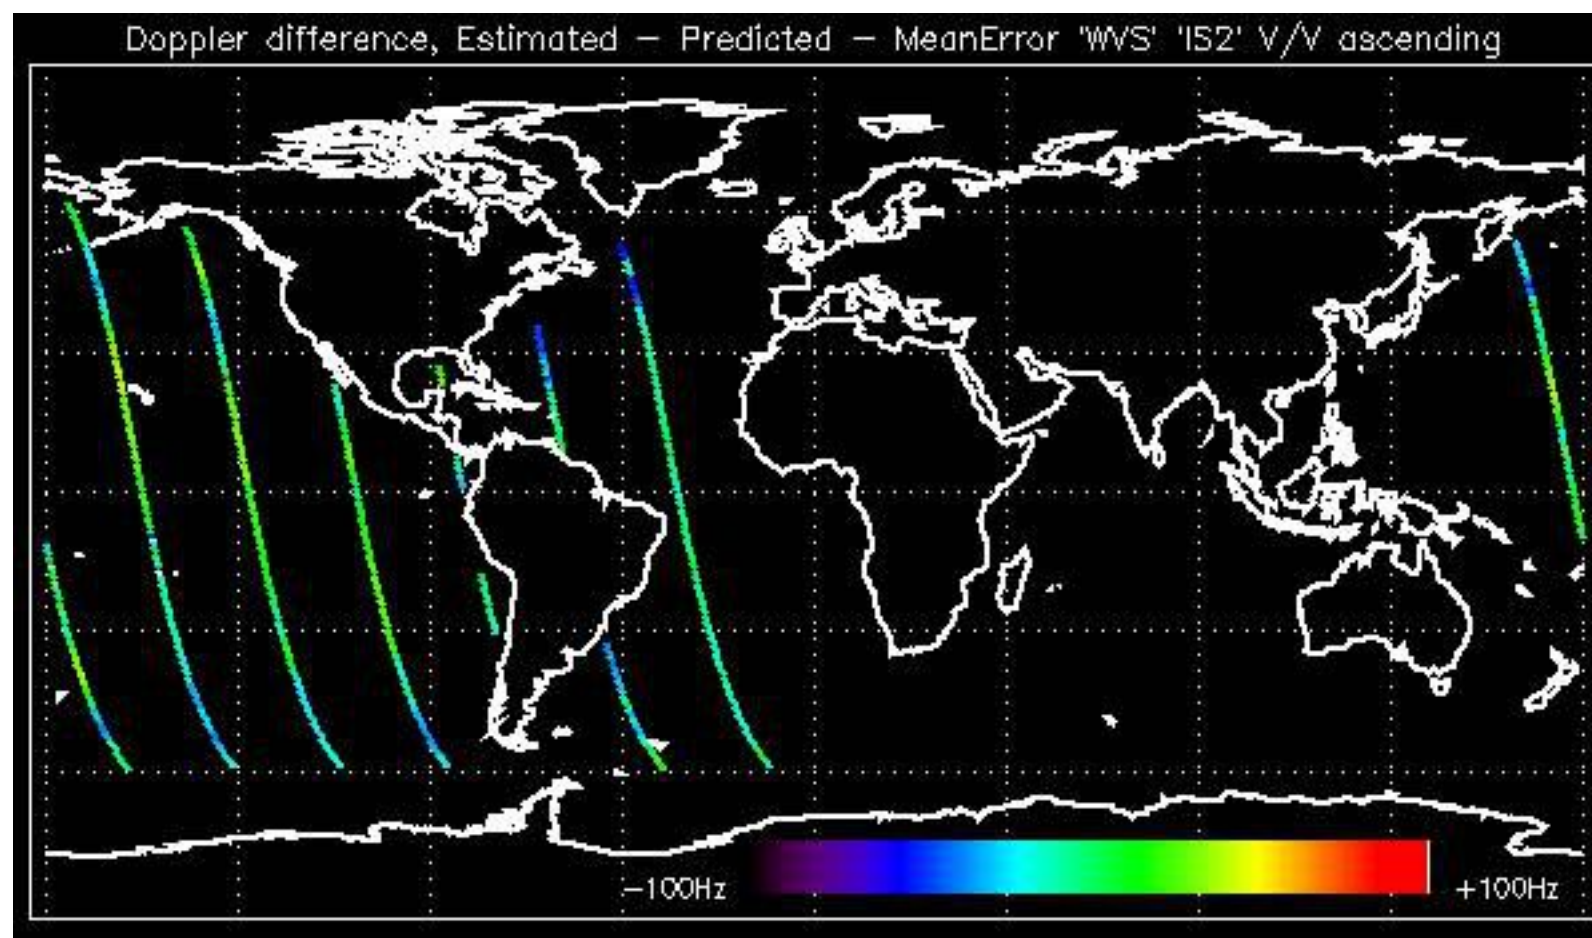 Doppler difference, Estimated – Predicted – MeanError 'WVS' 'IS2' V/V ascending
-100Hz
+100Hz